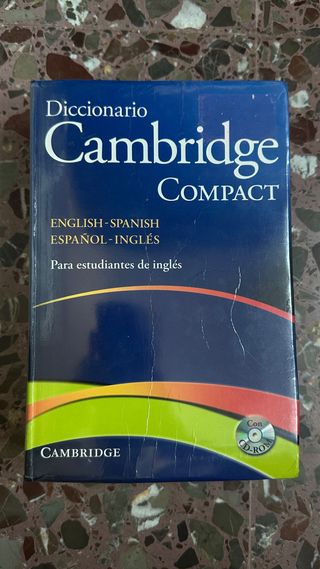 Diccionario
Cambridge
COMPACT
ENGLISH-SPANISH
ESPAÑOL-INGLÉS
Para estudiantes de inglés
Con
CD-ROM
CAMBRIDGE